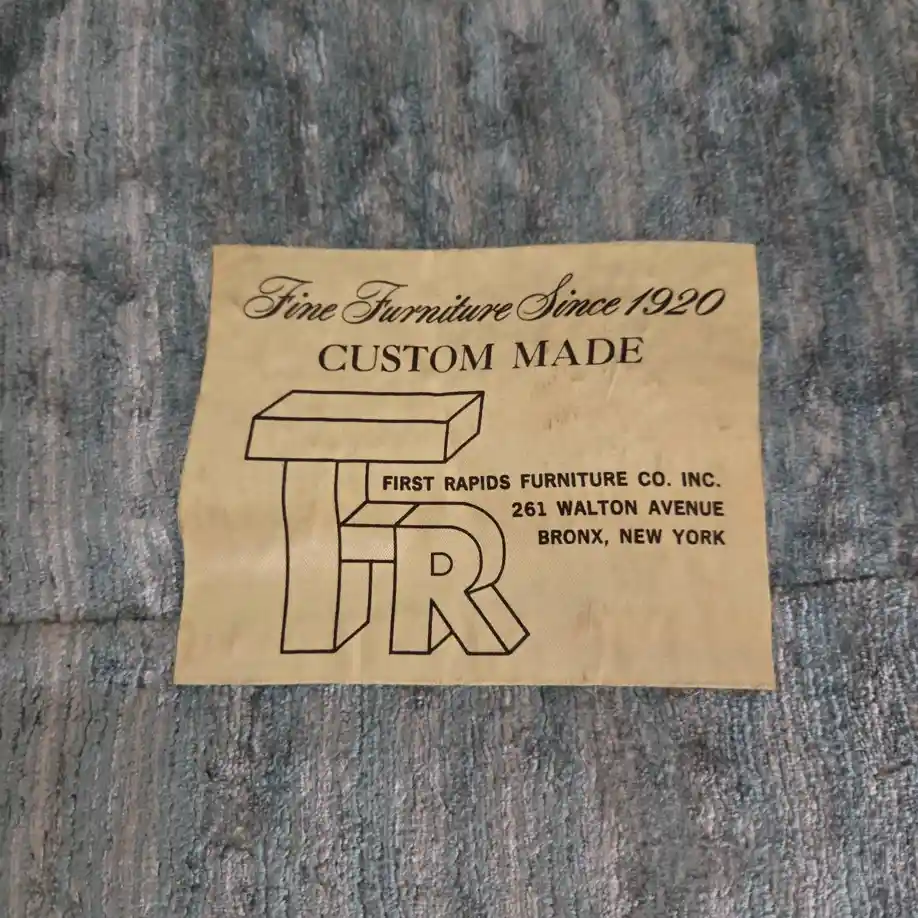 Fine Furniture Since 1920
CUSTOM MADE
FR
FIRST RAPIDS FURNITURE CO. INC.
261 WALTON AVENUE
BRONX, NEW YORK